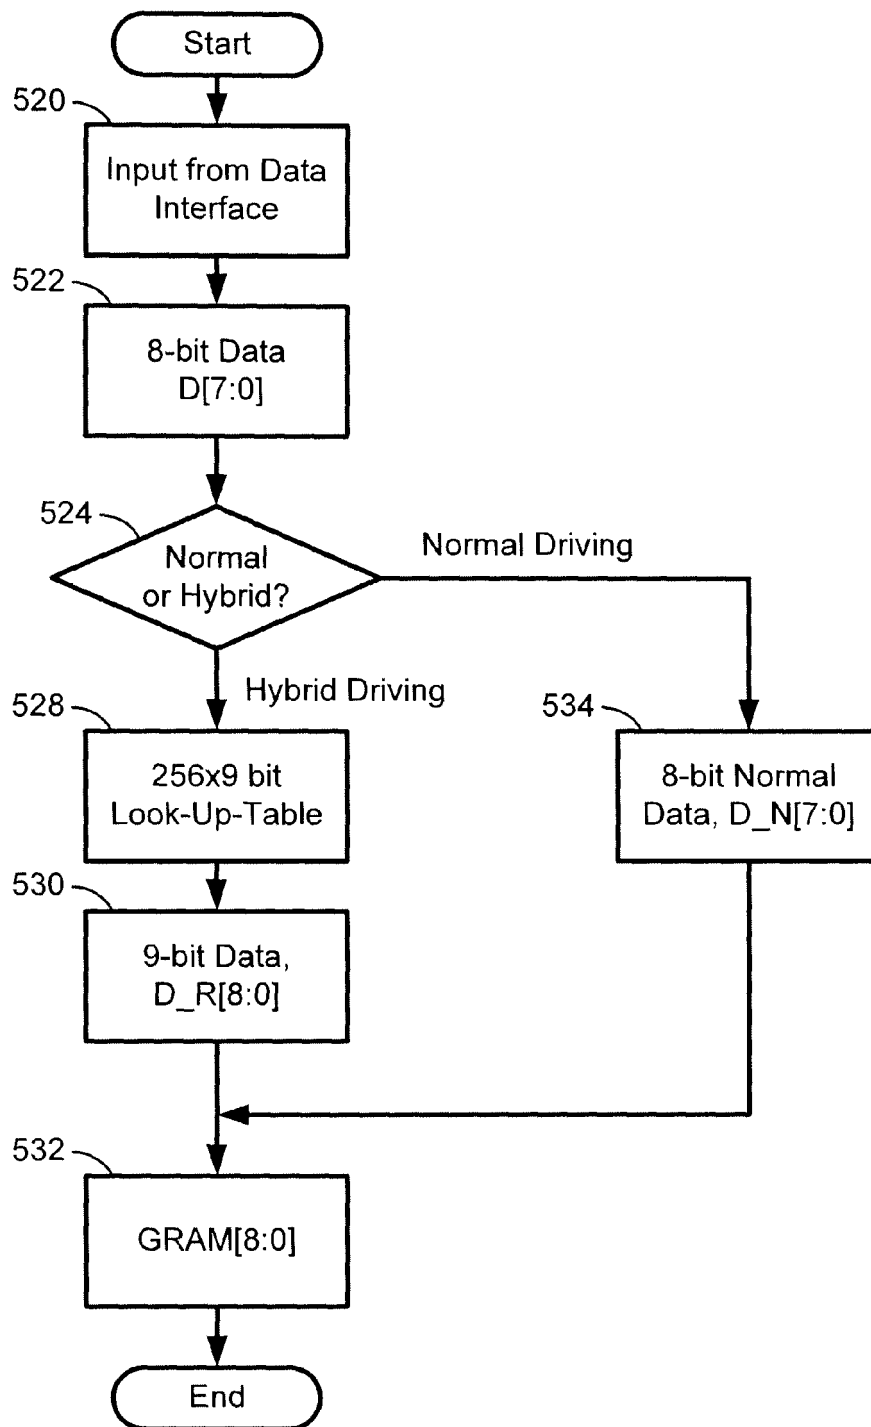 Start
520
Input from Data
Interface
522
8-bit Data
D[7:0]
524
Normal
or Hybrid?
Normal Driving
Hybrid Driving
528
256x9 bit
Look-Up-Table
534
8-bit Normal
Data, D_N[7:0]
530
9-bit Data,
D_R[8:0]
532
GRAM[8:0]
End